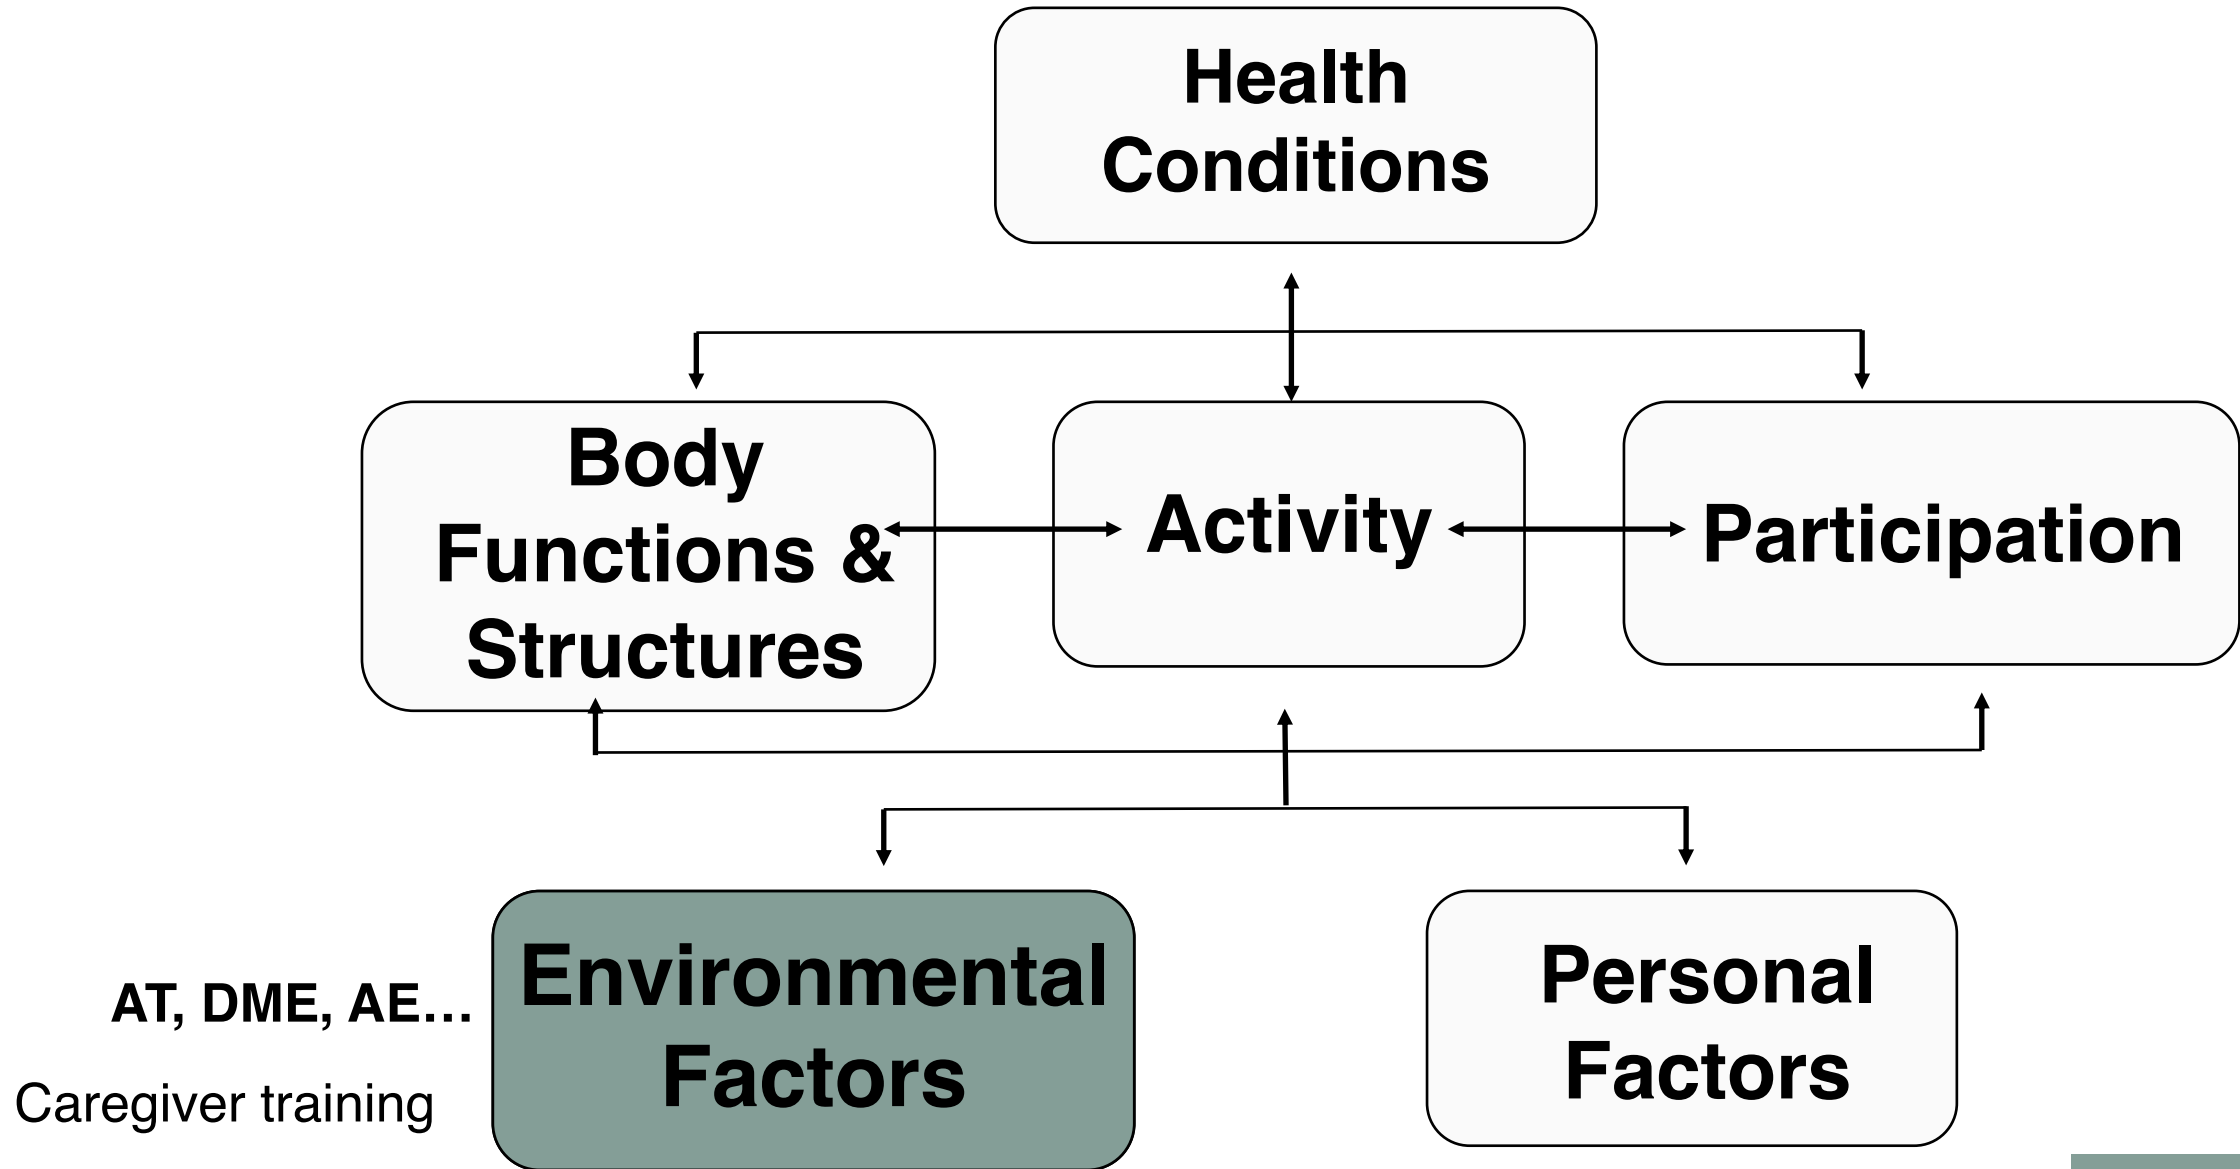 Health
Conditions
Body
Functions &
Structures
Activity
Participation
AT, DME, AE...
Caregiver training
Environmental
Factors
Personal
Factors